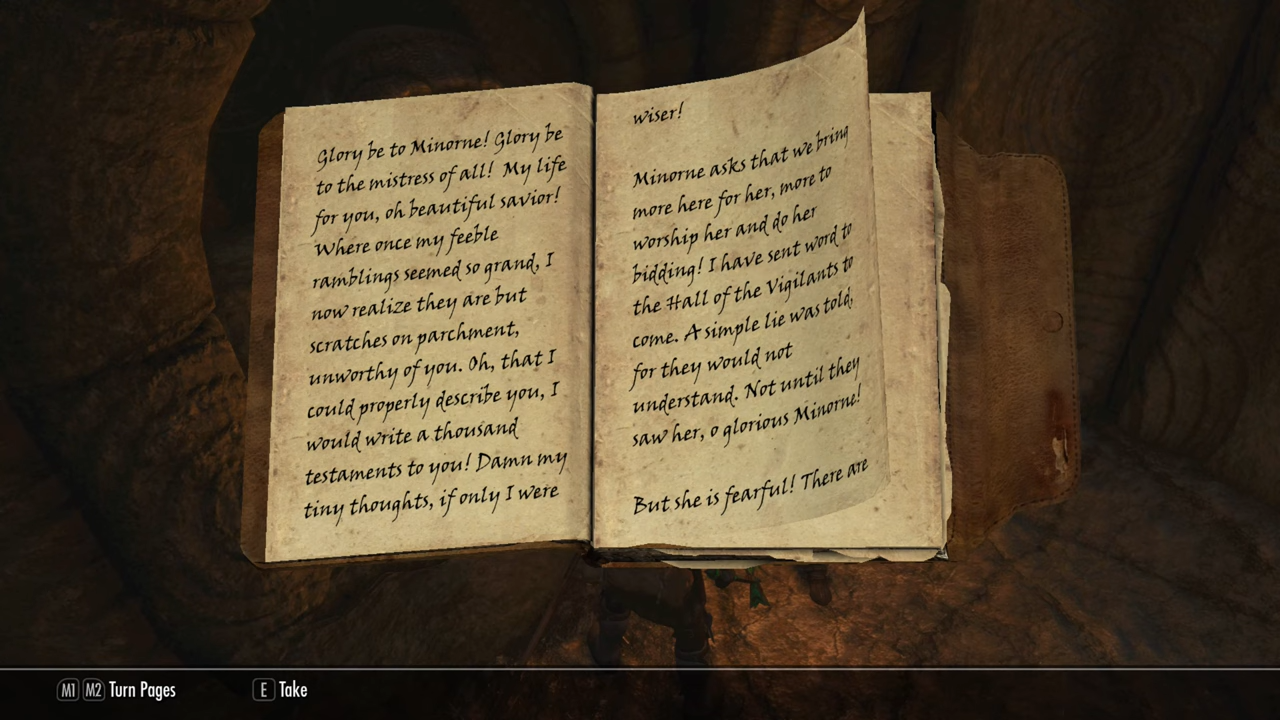 Glory be to Minorne! Glory be
to the mistress of all! My life
for you, oh beautiful savior!
Where once my feeble
ramblings seemed so grand, I
now realize they are but
scratches on parchment,
unworthy of you. Oh, that I
could properly describe you, I
would write a thousand
testaments to you! Damn my
tiny thoughts, if only I were
wiser!
Minorne asks that we bring
more here for her, more to
worship her and do her
bidding! I have sent word to
the Hall of the Vigilants to
come. A simple lie was told,
for they would not
understand. Not until they
saw her, o glorious Minorne!
But she is fearful! There are
M1 M2 Turn Pages
E Take